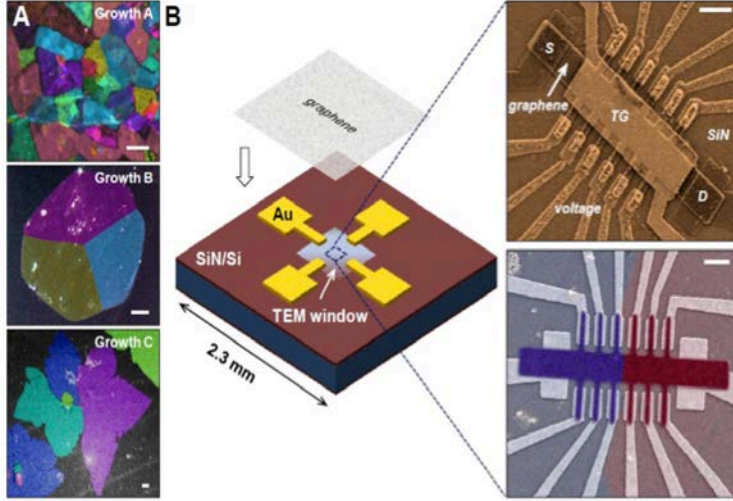 A
Growth A
Growth B
Growth C
B
graphene
Au
SiN/Si
TEM window
2.3 mm
S
graphene
TG
SiN
D
voltage